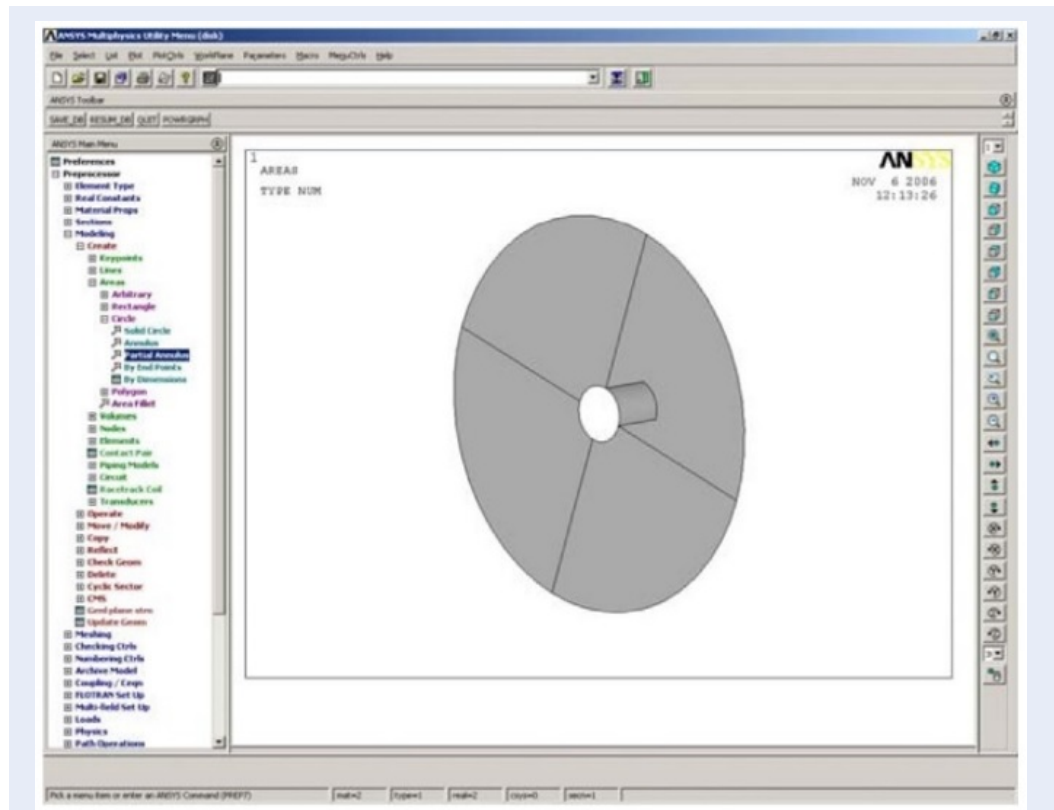 ANSYS Multiphysics Utility Menu (disk)
File Select List Plot PlotCtrls WorkPlane Parameters Macro MenuCtrls Help
ANSYS Toolbar
SAVE_DB RESUM_DB QUIT POWRGRPH
ANSYS Main Menu
Preferences
Preprocessor
Element Type
Real Constants
Material Props
Sections
Modeling
Create
Keypoints
Lines
Areas
Arbitrary
Rectangle
Circle
Solid Circle
Annulus
Partial Annulus
By End Points
By Dimensions
Polygon
Area Fillet
Volumes
Nodes
Elements
Contact Pair
Piping Models
Circuit
Racetrack Coil
Transducers
Operate
Move / Modify
Copy
Reflect
Check Geom
Delete
Cyclic Sector
CMS
Genl plane strn
Update Geom
Meshing
Checking Ctrls
Numbering Ctrls
Archive Model
Coupling / Ceqn
FLOTRAN Set Up
Multi-field Set Up
Loads
Physics
Path Operations
1
AREAS
TYPE NUM
ANSYS
NOV 6 2006
12:13:26
Pick a menu item or enter an ANSYS Command (PREP7)
mat=2 type=1 real=2 csys=0 secn=1